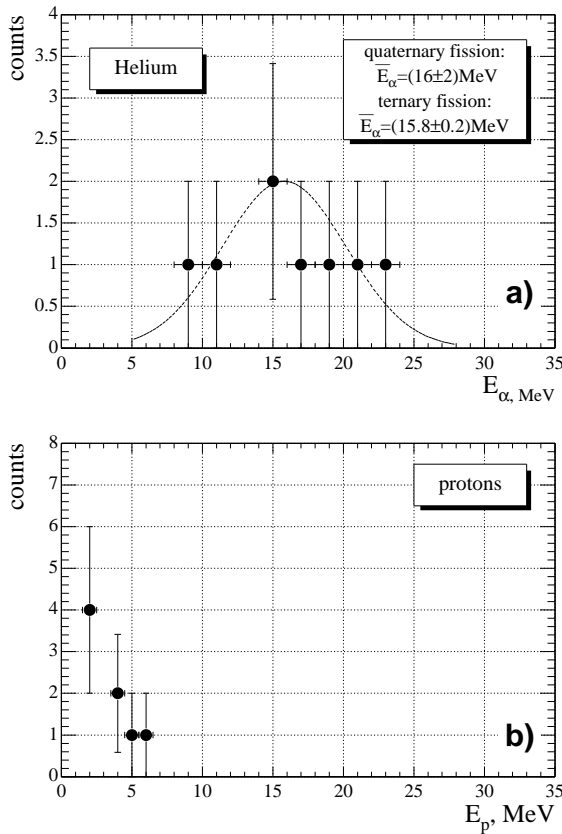 counts
4
3.5
3
2.5
2
1.5
1
0.5
0
Helium
quaternary fission:
E̅α=(16±2)MeV
ternary fission:
E̅α=(15.8±0.2)MeV
a)
0 5 10 15 20 25 30 35
Eα, MeV
counts
8
7
6
5
4
3
2
1
0
protons
b)
0 5 10 15 20 25 30 35
Ep, MeV